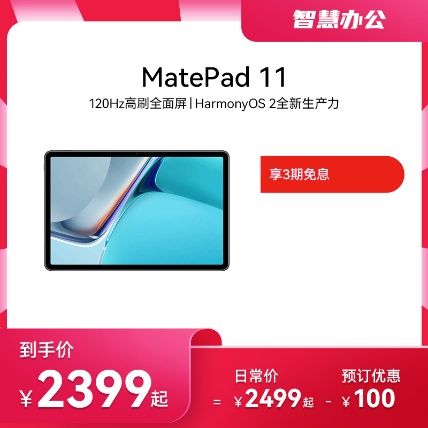 智慧办公
MatePad 11
120Hz高刷全面屏|HarmonyOS 2全新生产力
享3期免息
到手价
¥2399起
=
日常价
¥2499起
-
预订优惠
¥100